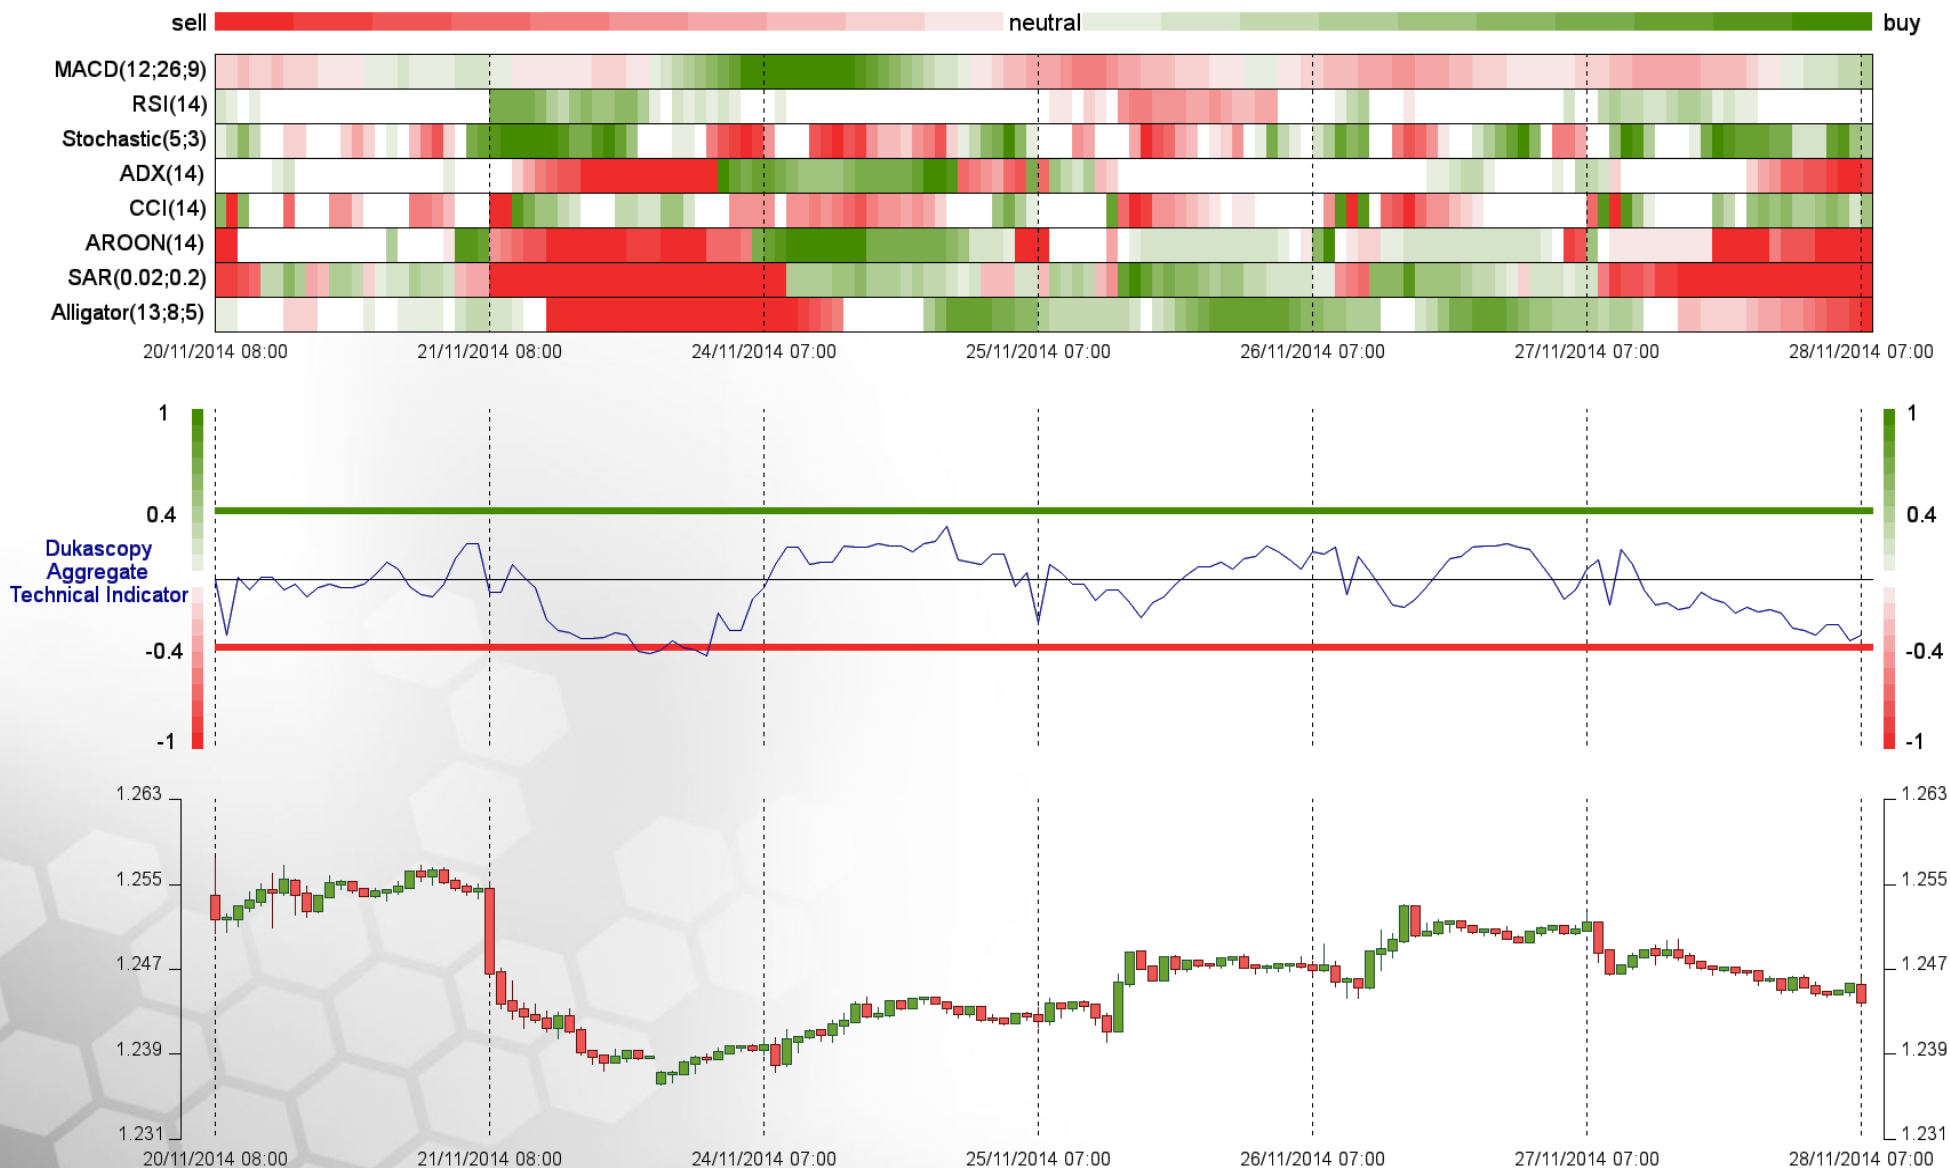 sell neutral buy
MACD(12;26;9)
RSI(14)
Stochastic(5;3)
ADX(14)
CCI(14)
AROON(14)
SAR(0.02;0.2)
Alligator(13;8;5)
20/11/2014 08:00 21/11/2014 08:00 24/11/2014 07:00 25/11/2014 07:00 26/11/2014 07:00 27/11/2014 07:00 28/11/2014 07:00
1 1
0.4 0.4
Dukascopy
Aggregate
Technical Indicator
-0.4 -0.4
-1 -1
1.263 1.263
1.255 1.255
1.247 1.247
1.239 1.239
1.231 1.231
20/11/2014 08:00 21/11/2014 08:00 24/11/2014 07:00 25/11/2014 07:00 26/11/2014 07:00 27/11/2014 07:00 28/11/2014 07:00